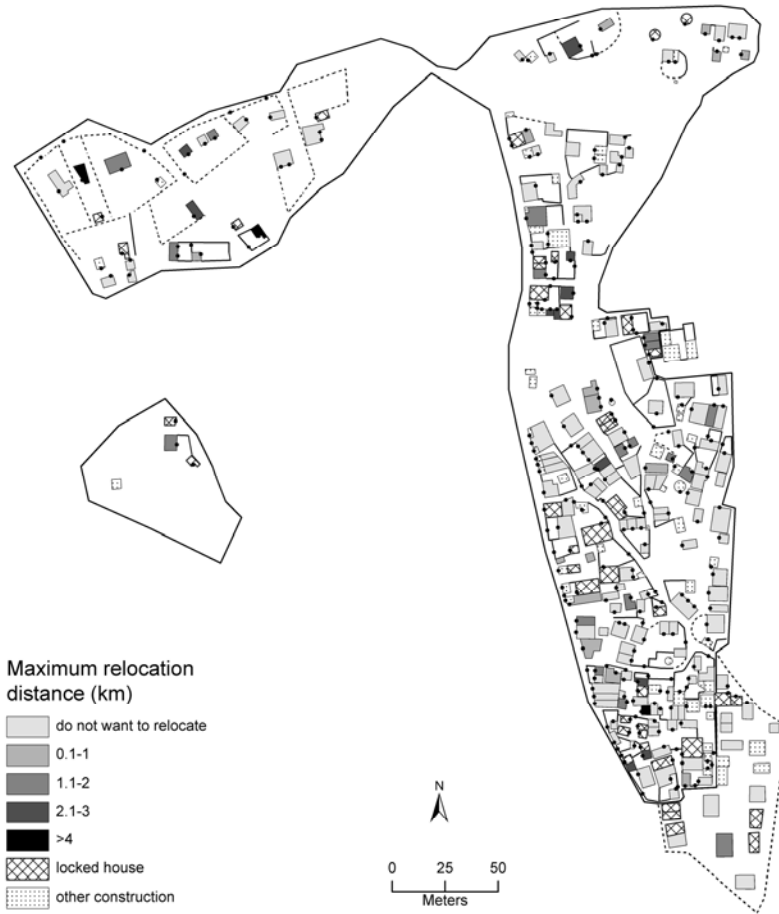 Maximum relocation
distance (km)
do not want to relocate
0.1-1
1.1-2
2.1-3
>4
locked house
other construction
N
0 25 50
Meters